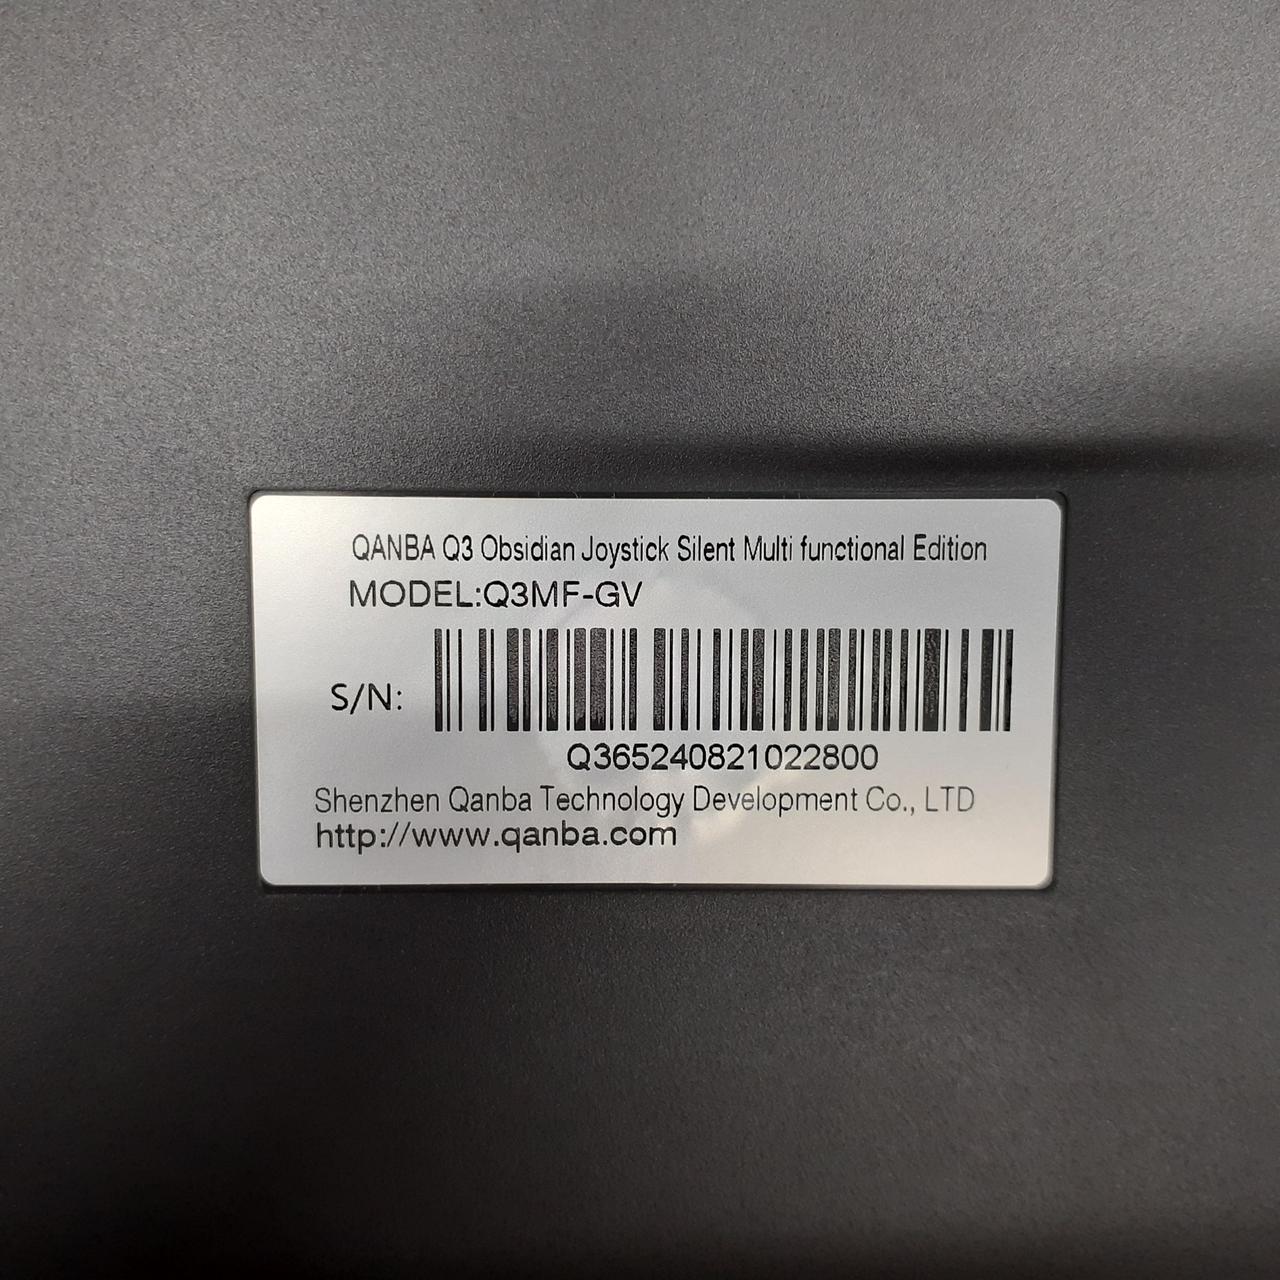 QANBA Q3 Obsidian Joystick Silent Multi functional Edition
MODEL:Q3MF-GV
S/N:
Q365240821022800
Shenzhen Qanba Technology Development Co., LTD
http://www.qanba.com